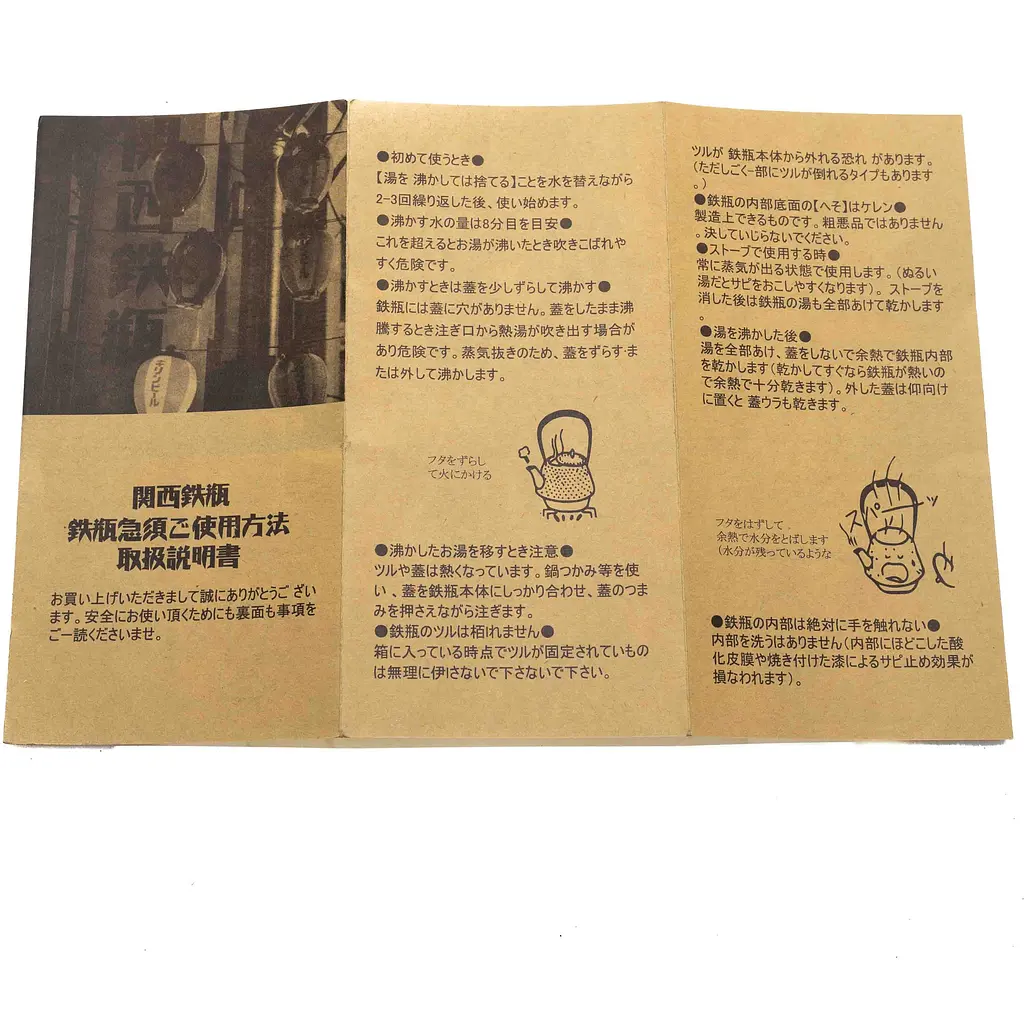 関西鉄瓶
サッポロビール
関西鉄瓶
鉄瓶急須ご使用方法
取扱説明書
お買い上げいただきまして誠にありがとうご ざい
ます。安全にお使い頂くためにも裏面も事項を
ご一読くださいませ。
●初めて使うとき●
【湯を 沸かしては捨てる】ことを水を替えながら
2-3回繰り返した後、使い始めます。
●沸かす水の量は8分目を目安●
これを超えるとお湯が沸いたとき吹きこばれや
すく危険です。
●沸かすときは蓋を少しずらして沸かす●
鉄瓶には蓋に穴がありません。蓋をしたまま沸
騰するとき注ぎ口から熱湯が吹き出す場合が
あり危険です。蒸気抜きのため、蓋をずらす·ま
たは外して沸かします。
フタをずらし
て火にかける
●沸かしたお湯を移すとき注意●
ツルや蓋は熱くなっています。鍋つかみ等を使
い 、蓋を鉄瓶本体にしっかり合わせ、蓋のつま
みを押さえながら注ぎます。
●鉄瓶のツルは栢れません●
箱に入っている時点でツルが固定されているもの
は無理に伊さないで下さないで下さい。
ツルが 鉄瓶本体から外れる恐れ があります。
(ただしごく-部にツルが倒れるタイプもあります
。)
●鉄瓶の内部底面の【へそ】はケレン●
製造上できるものです。粗悪品ではありません
。決していじらないでください。
●ストーブで使用する時●
常に蒸気が出る状態で使用します。(ぬるい
湯だとサビをおこしやすくなります）。ストーブを
消した後は鉄瓶の湯も全部あけて乾かします
。
●湯を沸かした後●
湯を全部あけ、蓋をしないで余熱で鉄瓶内部
を乾かします(乾かしてすぐなら鉄瓶が熱いの
で余熱で十分乾きます）。外した蓋は仰向け
に置くと 蓋ウラも乾きます。
フタをはずして
余熱で水分をとばします
(水分が残っているような
●鉄瓶の内部は絶対に手を触れない●
内部を洗うはありません(内部にほどこした酸
化皮膜や焼き付けた漆によるサビ止め効果が
損なわれます)。